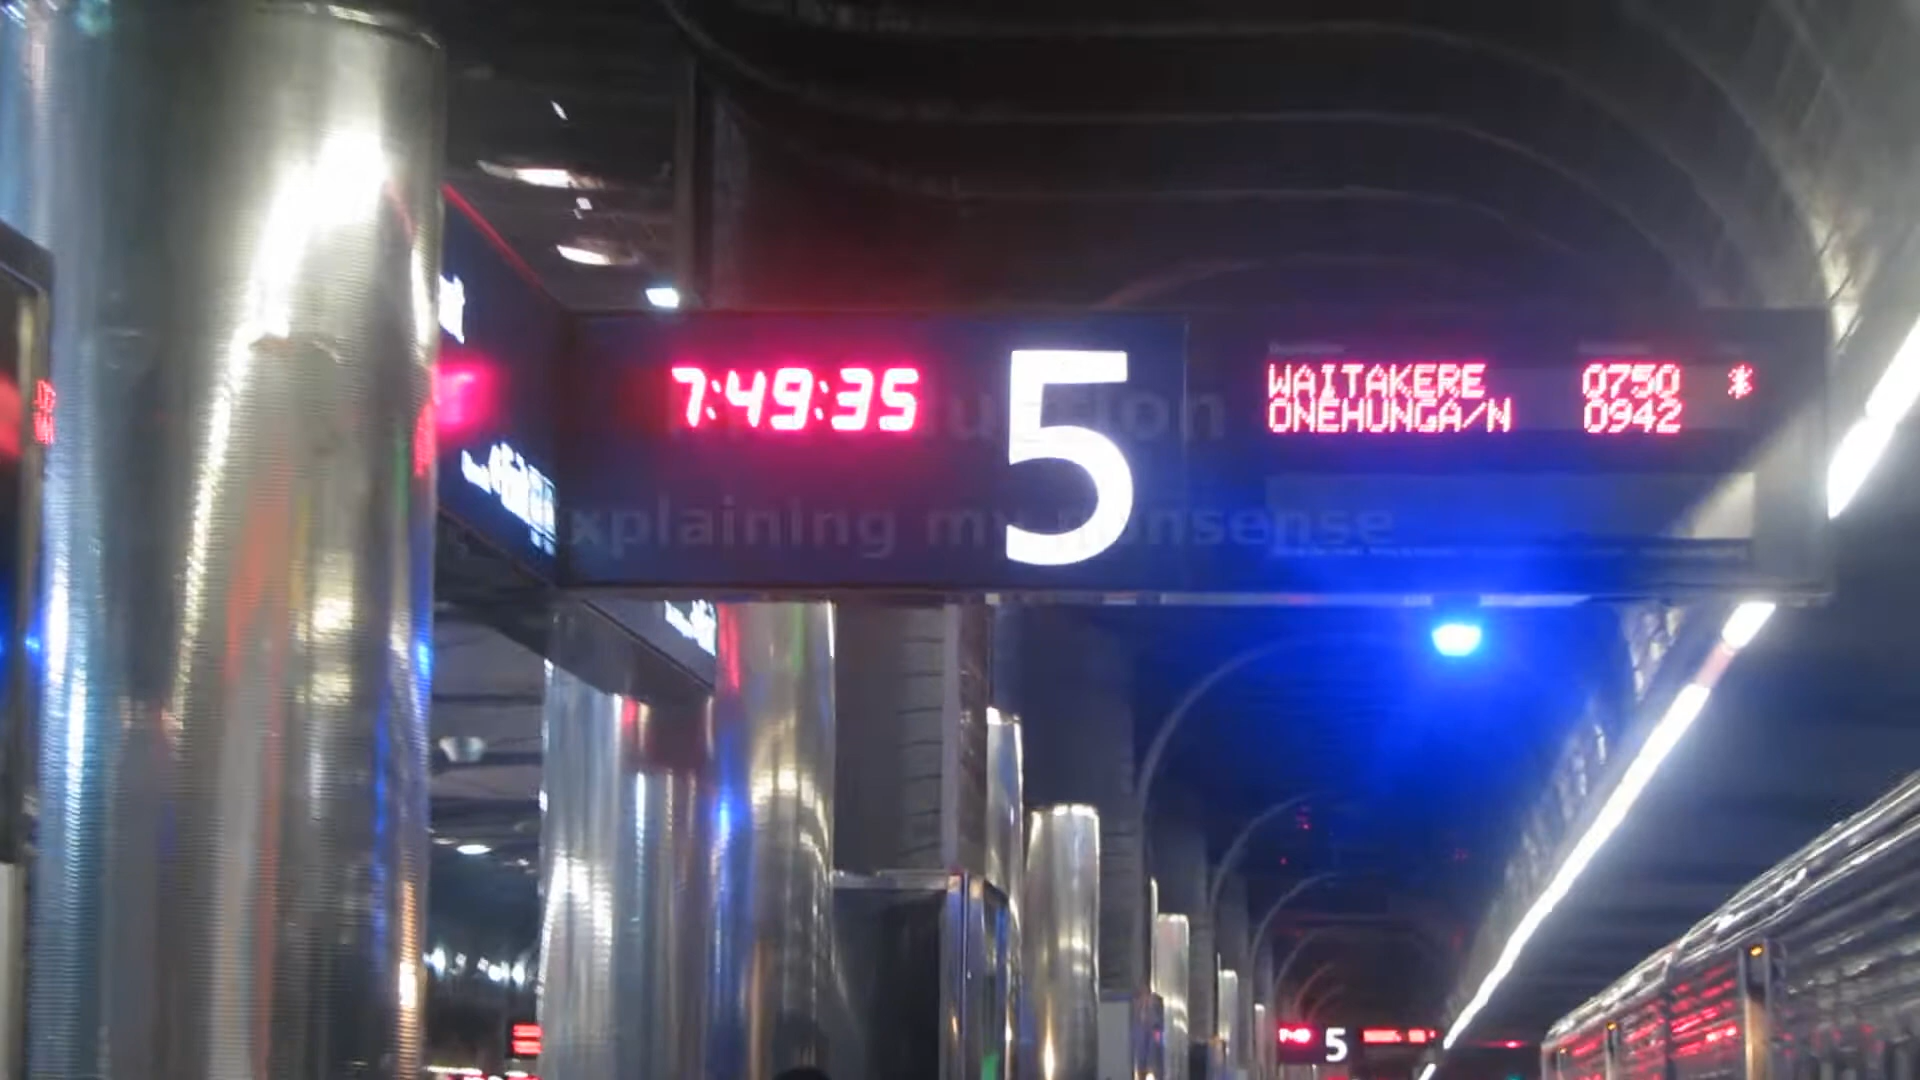 7:49:35
5
WAITAKERE 0750 *
ONEHUNGA/N 0942
xplaining my nonsense
5